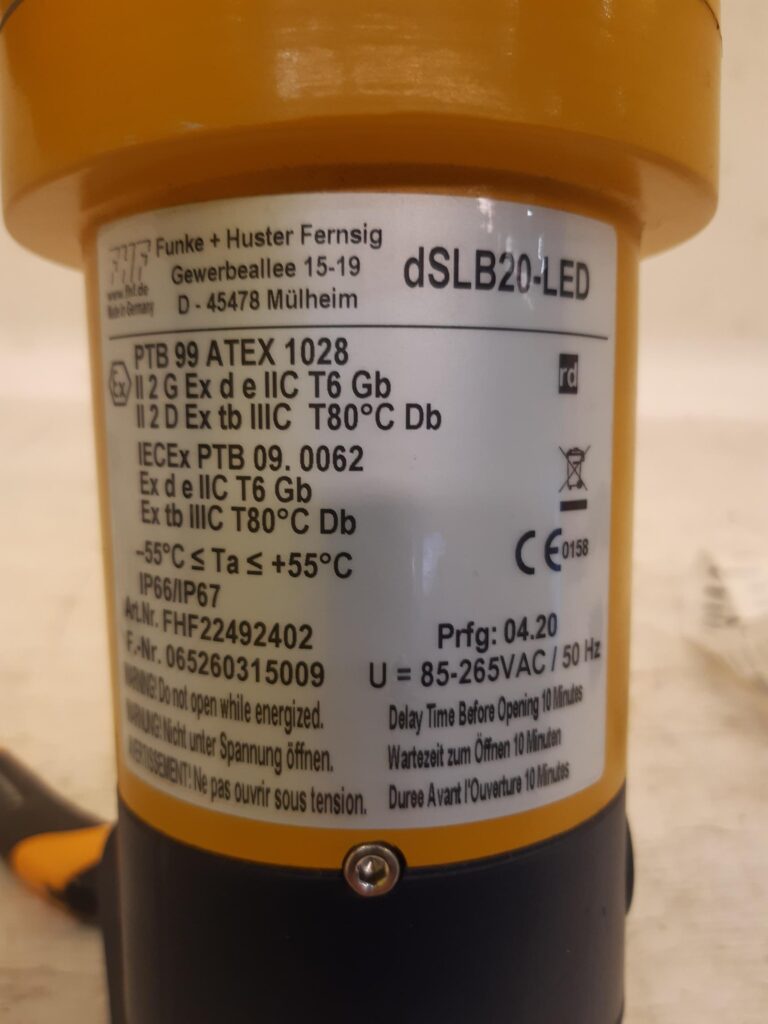 FHF
www.fhf.de
Made in Germany
Funke + Huster Fernsig
Gewerbeallee 15-19
D - 45478 Mülheim
dSLB20-LED
Ex
PTB 99 ATEX 1028
II 2 G Ex d e IIC T6 Gb
II 2 D Ex tb IIIC T80°C Db
rd
IECEx PTB 09. 0062
Ex d e IIC T6 Gb
Ex tb IIIC T80°C Db
–55°C ≤ Ta ≤ +55°C
IP66/IP67
CE 0158
Art.Nr. FHF22492402
F.-Nr. 065260315009
Prfg: 04.20
U = 85-265VAC / 50 Hz
WARNING! Do not open while energized.
WARNUNG! Nicht unter Spannung öffnen.
AVERTISSEMENT! Ne pas ouvrir sous tension.
Delay Time Before Opening 10 Minutes
Wartezeit zum Öffnen 10 Minuten
Duree Avant l'Ouverture 10 Minutes